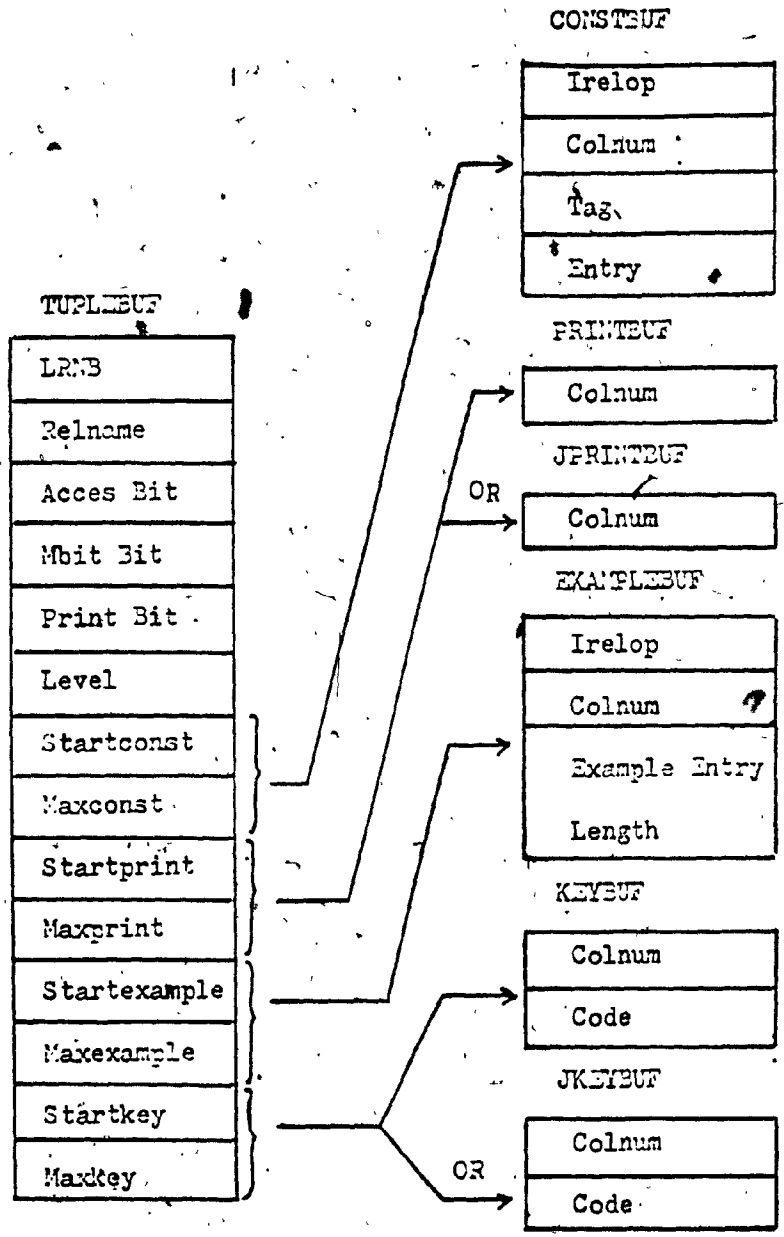 CONSTBUF
Irelop
Colnum
Tag
Entry
TUPLEBUF
LRNB
Relname
Acces Bit
Mbit Bit
Print Bit
Level
Startconst
Maxconst
Startprint
Maxprint
Startexample
Maxexample
Startkey
Maxkey
PRINTBUF
Colnum
OR
JPRINTBUF
Colnum
EXAMPLEBUF
Irelop
Colnum
Example Entry
Length
KEYBUF
Colnum
Code
JKEYBUF
OR
Colnum
Code